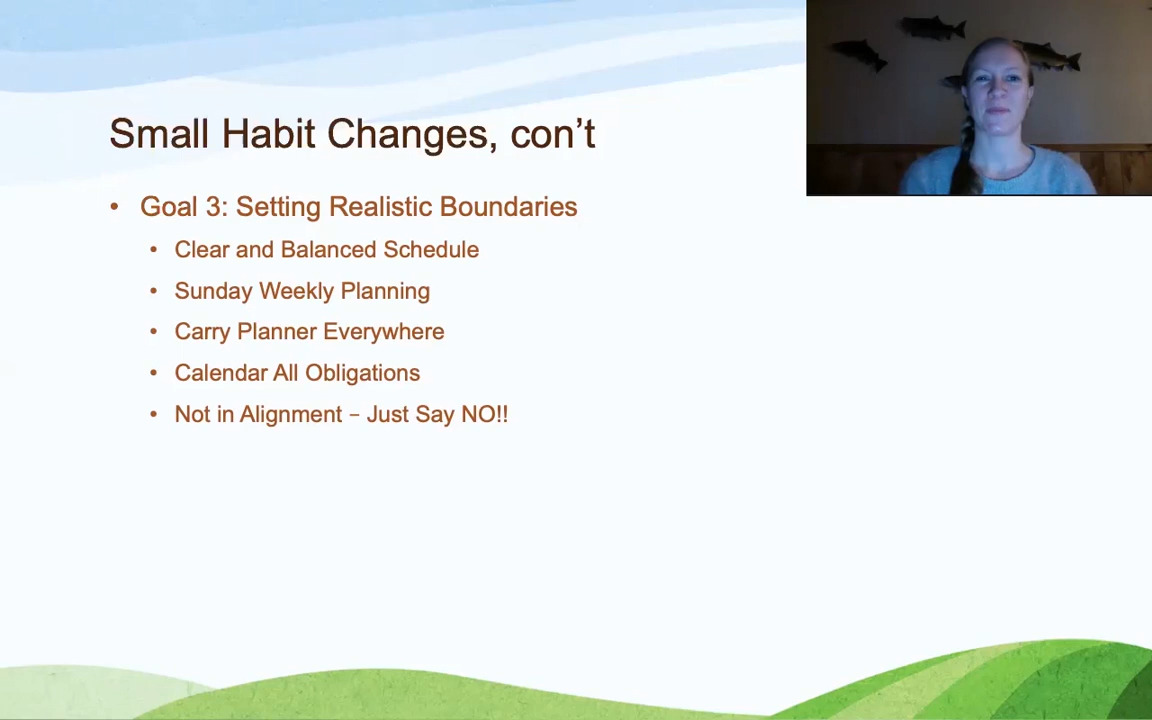 Small Habit Changes, con’t
• Goal 3: Setting Realistic Boundaries
• Clear and Balanced Schedule
• Sunday Weekly Planning
• Carry Planner Everywhere
• Calendar All Obligations
• Not in Alignment – Just Say NO!!